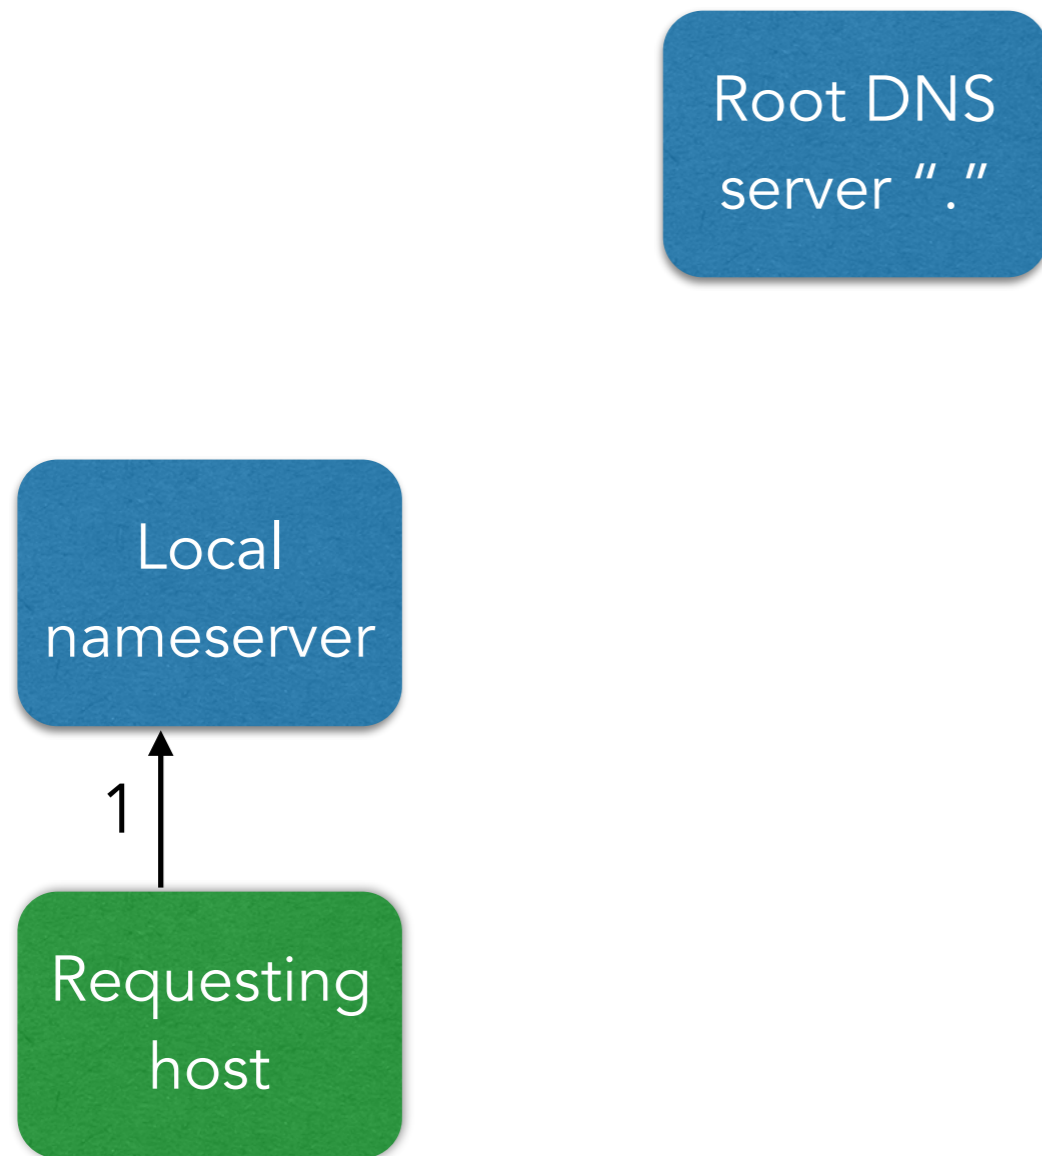 Root DNS
server “.”
Local
nameserver
1
Requesting
host